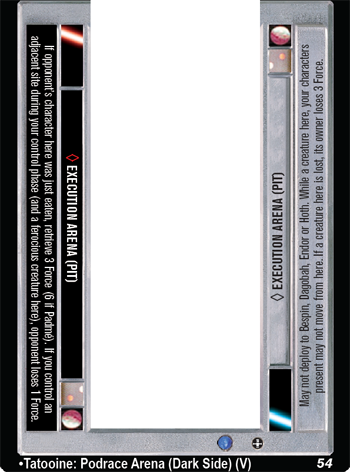 If opponent's character here was just eaten, retrieve 3 Force (6 if Padmé). If you control an
adjacent site during your control phase (and a ferocious creature here), opponent loses 1 Force.
◊ EXECUTION ARENA (PIT)
◊ EXECUTION ARENA (PIT)
May not deploy to Bespin, Dagobah, Endor or Hoth. While a creature here, your characters
present may not move from here. If a creature here is lost, its owner loses 3 Force.
•Tatooine: Podrace Arena (Dark Side) (V) 54